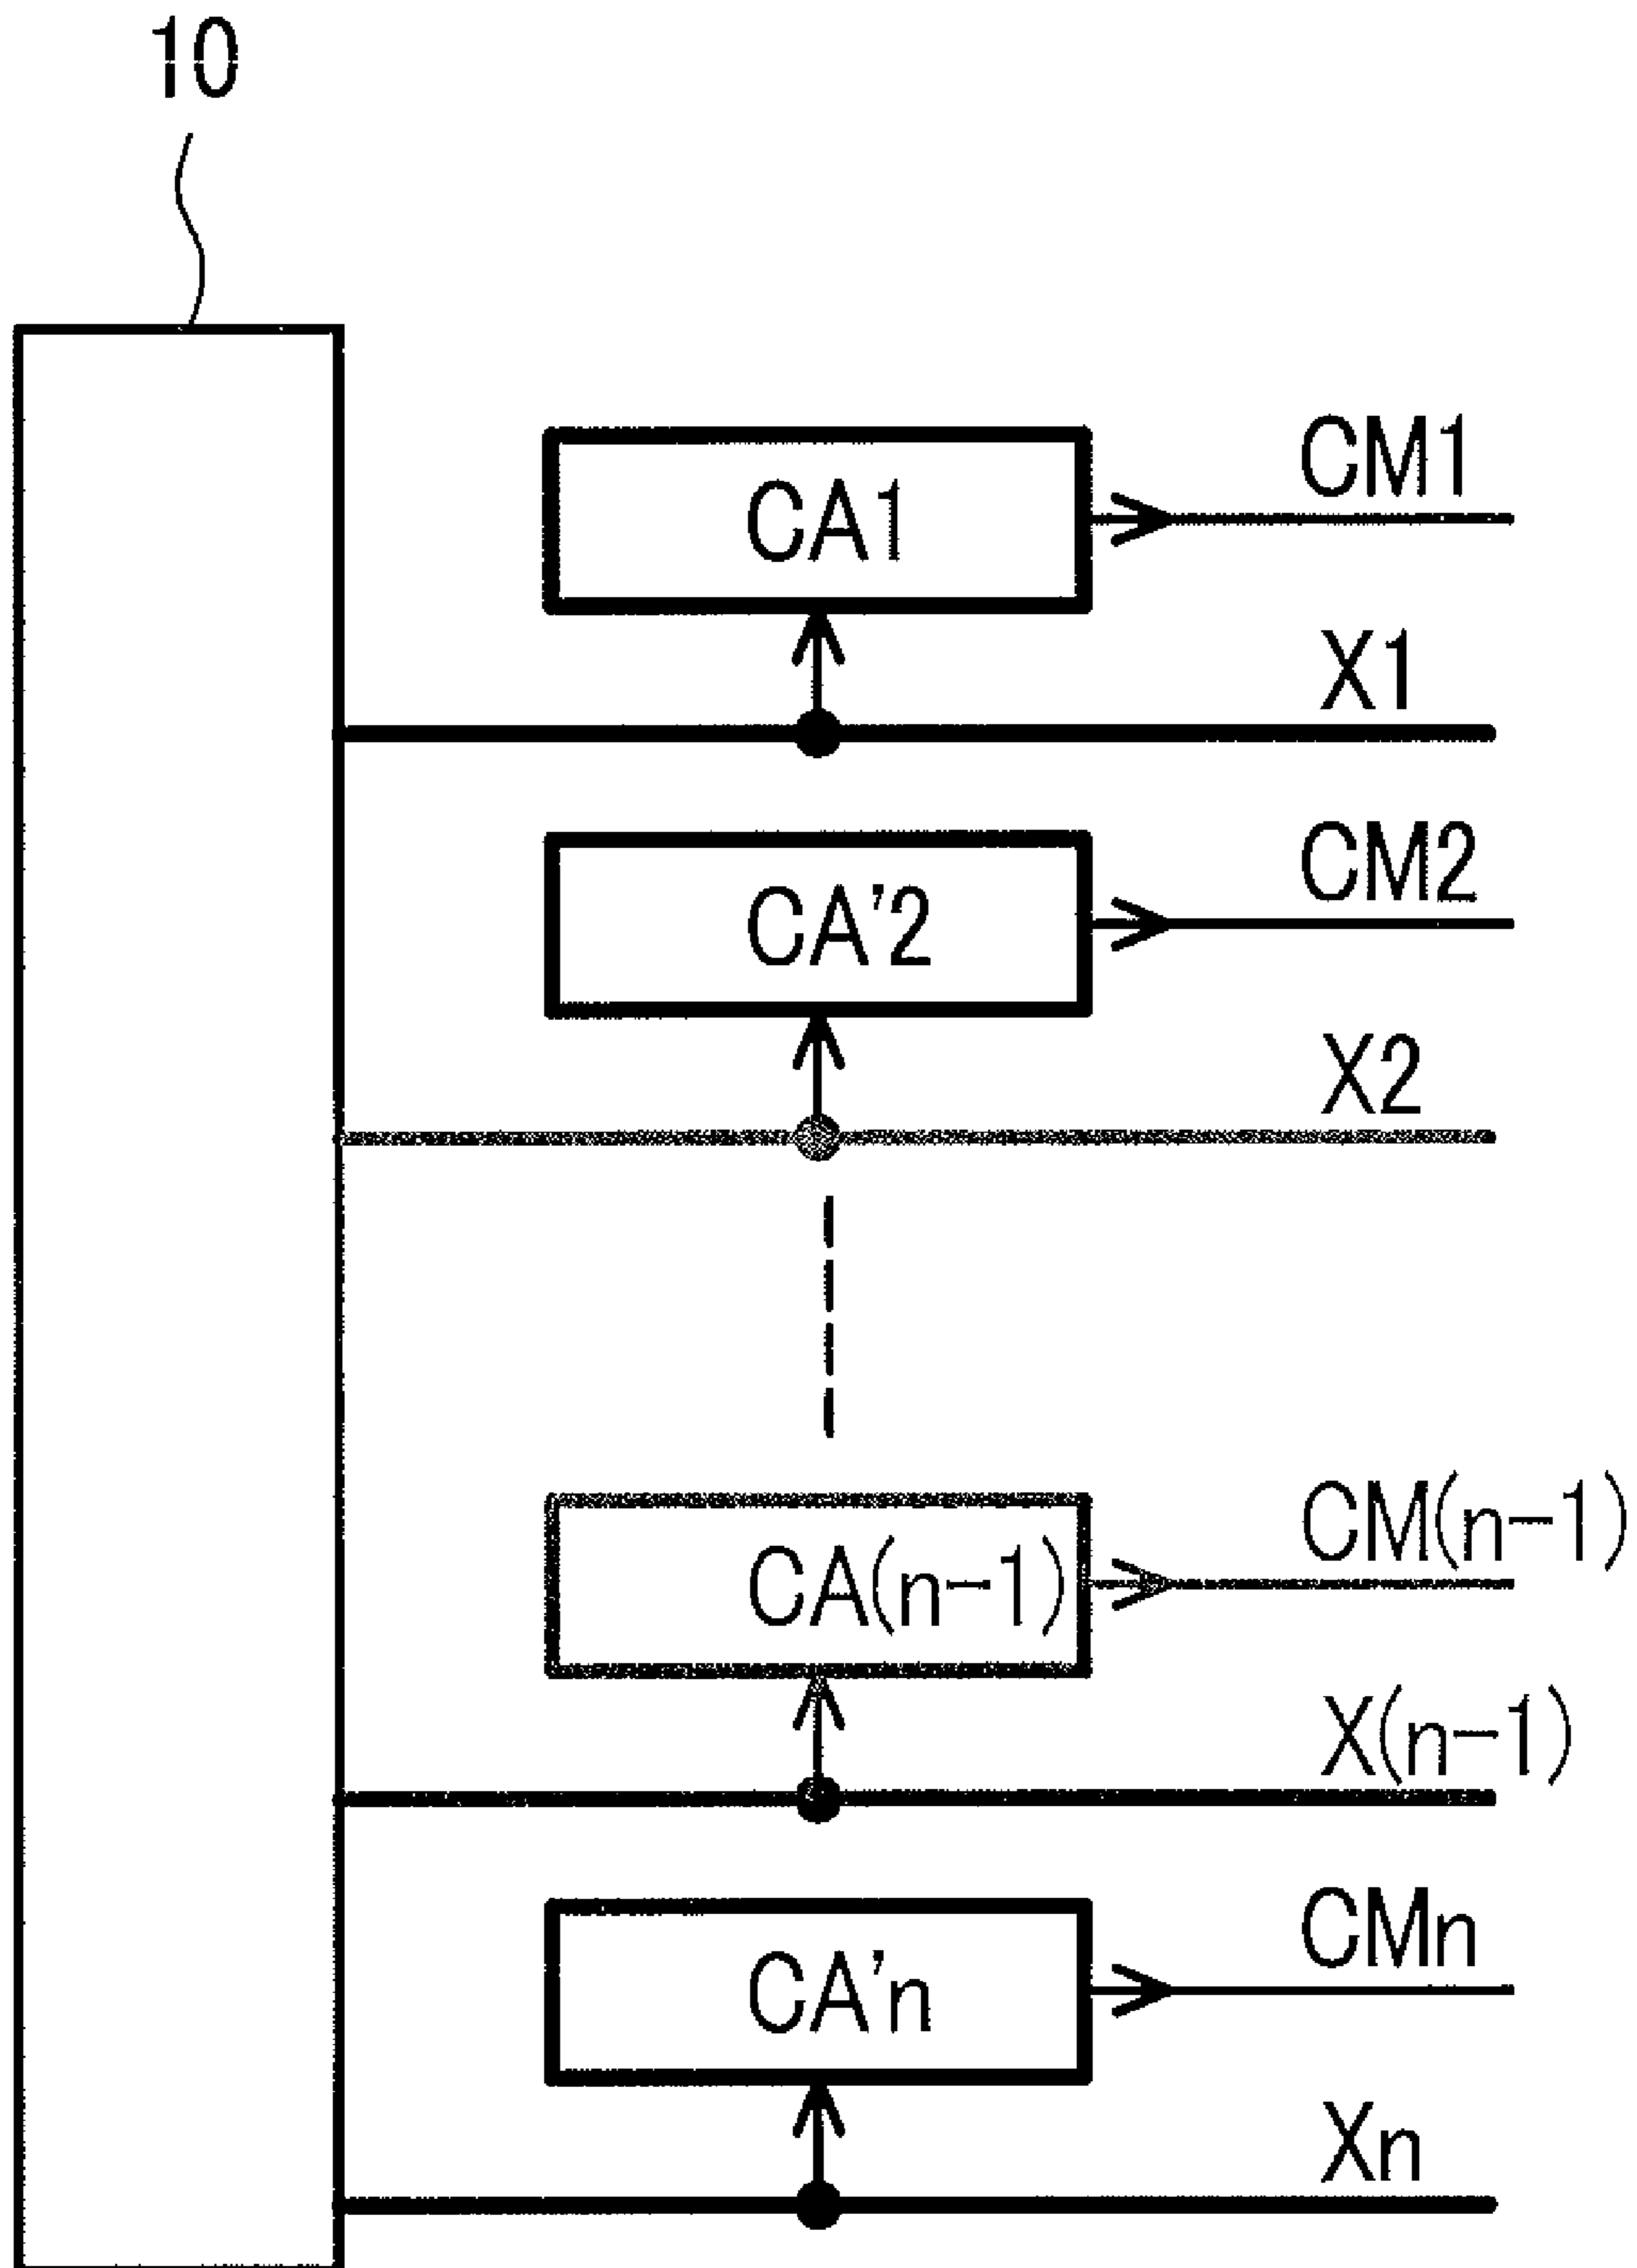 10
CM1
CA1
X1
CM2
CA'2
X2
CM(n-1)
CA(n-1)
X(n-1)
CMn
CA'n
Xn